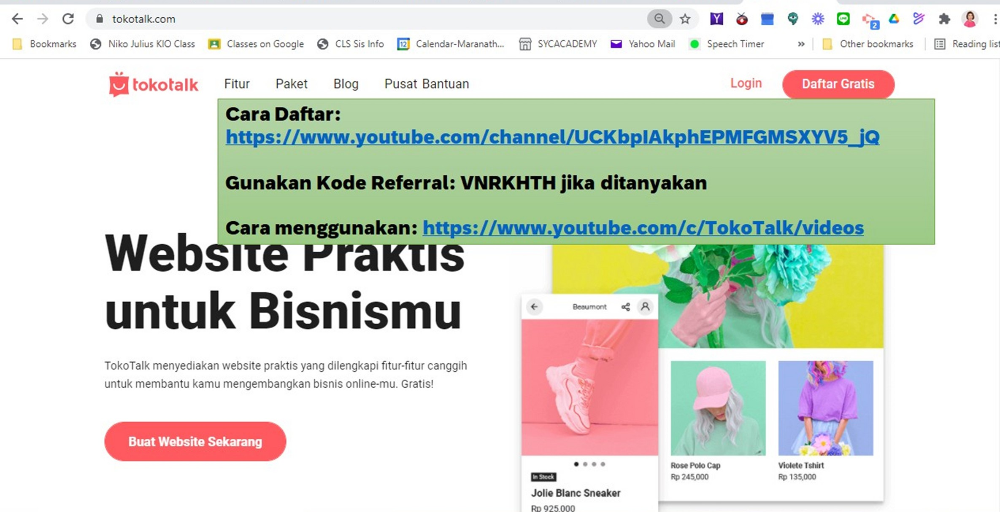 tokotalk.com
Y
LINE
2
Bookmarks
Niko Julius KIO Class
Classes on Google
CLS Sis Info
12
Calendar-Maranath...
SYCACADEMY
Yahoo Mail
Speech Timer
»
Other bookmarks
Reading list
tokotalk
Fitur
Paket
Blog
Pusat Bantuan
Login
Daftar Gratis
Cara Daftar:
https://www.youtube.com/channel/UCKbpIAkphEPMFGMSXYV5_jQ
Gunakan Kode Referral: VNRKHTH jika ditanyakan
Cara menggunakan: https://www.youtube.com/c/TokoTalk/videos
Website Praktis
untuk Bisnismu
TokoTalk menyediakan website praktis yang dilengkapi fitur-fitur canggih
untuk membantu kamu mengembangkan bisnis online-mu. Gratis!
Buat Website Sekarang
Beaumont
In Stock
Jolie Blanc Sneaker
Rp 925,000
Rose Polo Cap
Rp 245,000
Violete Tshirt
Rp 135,000